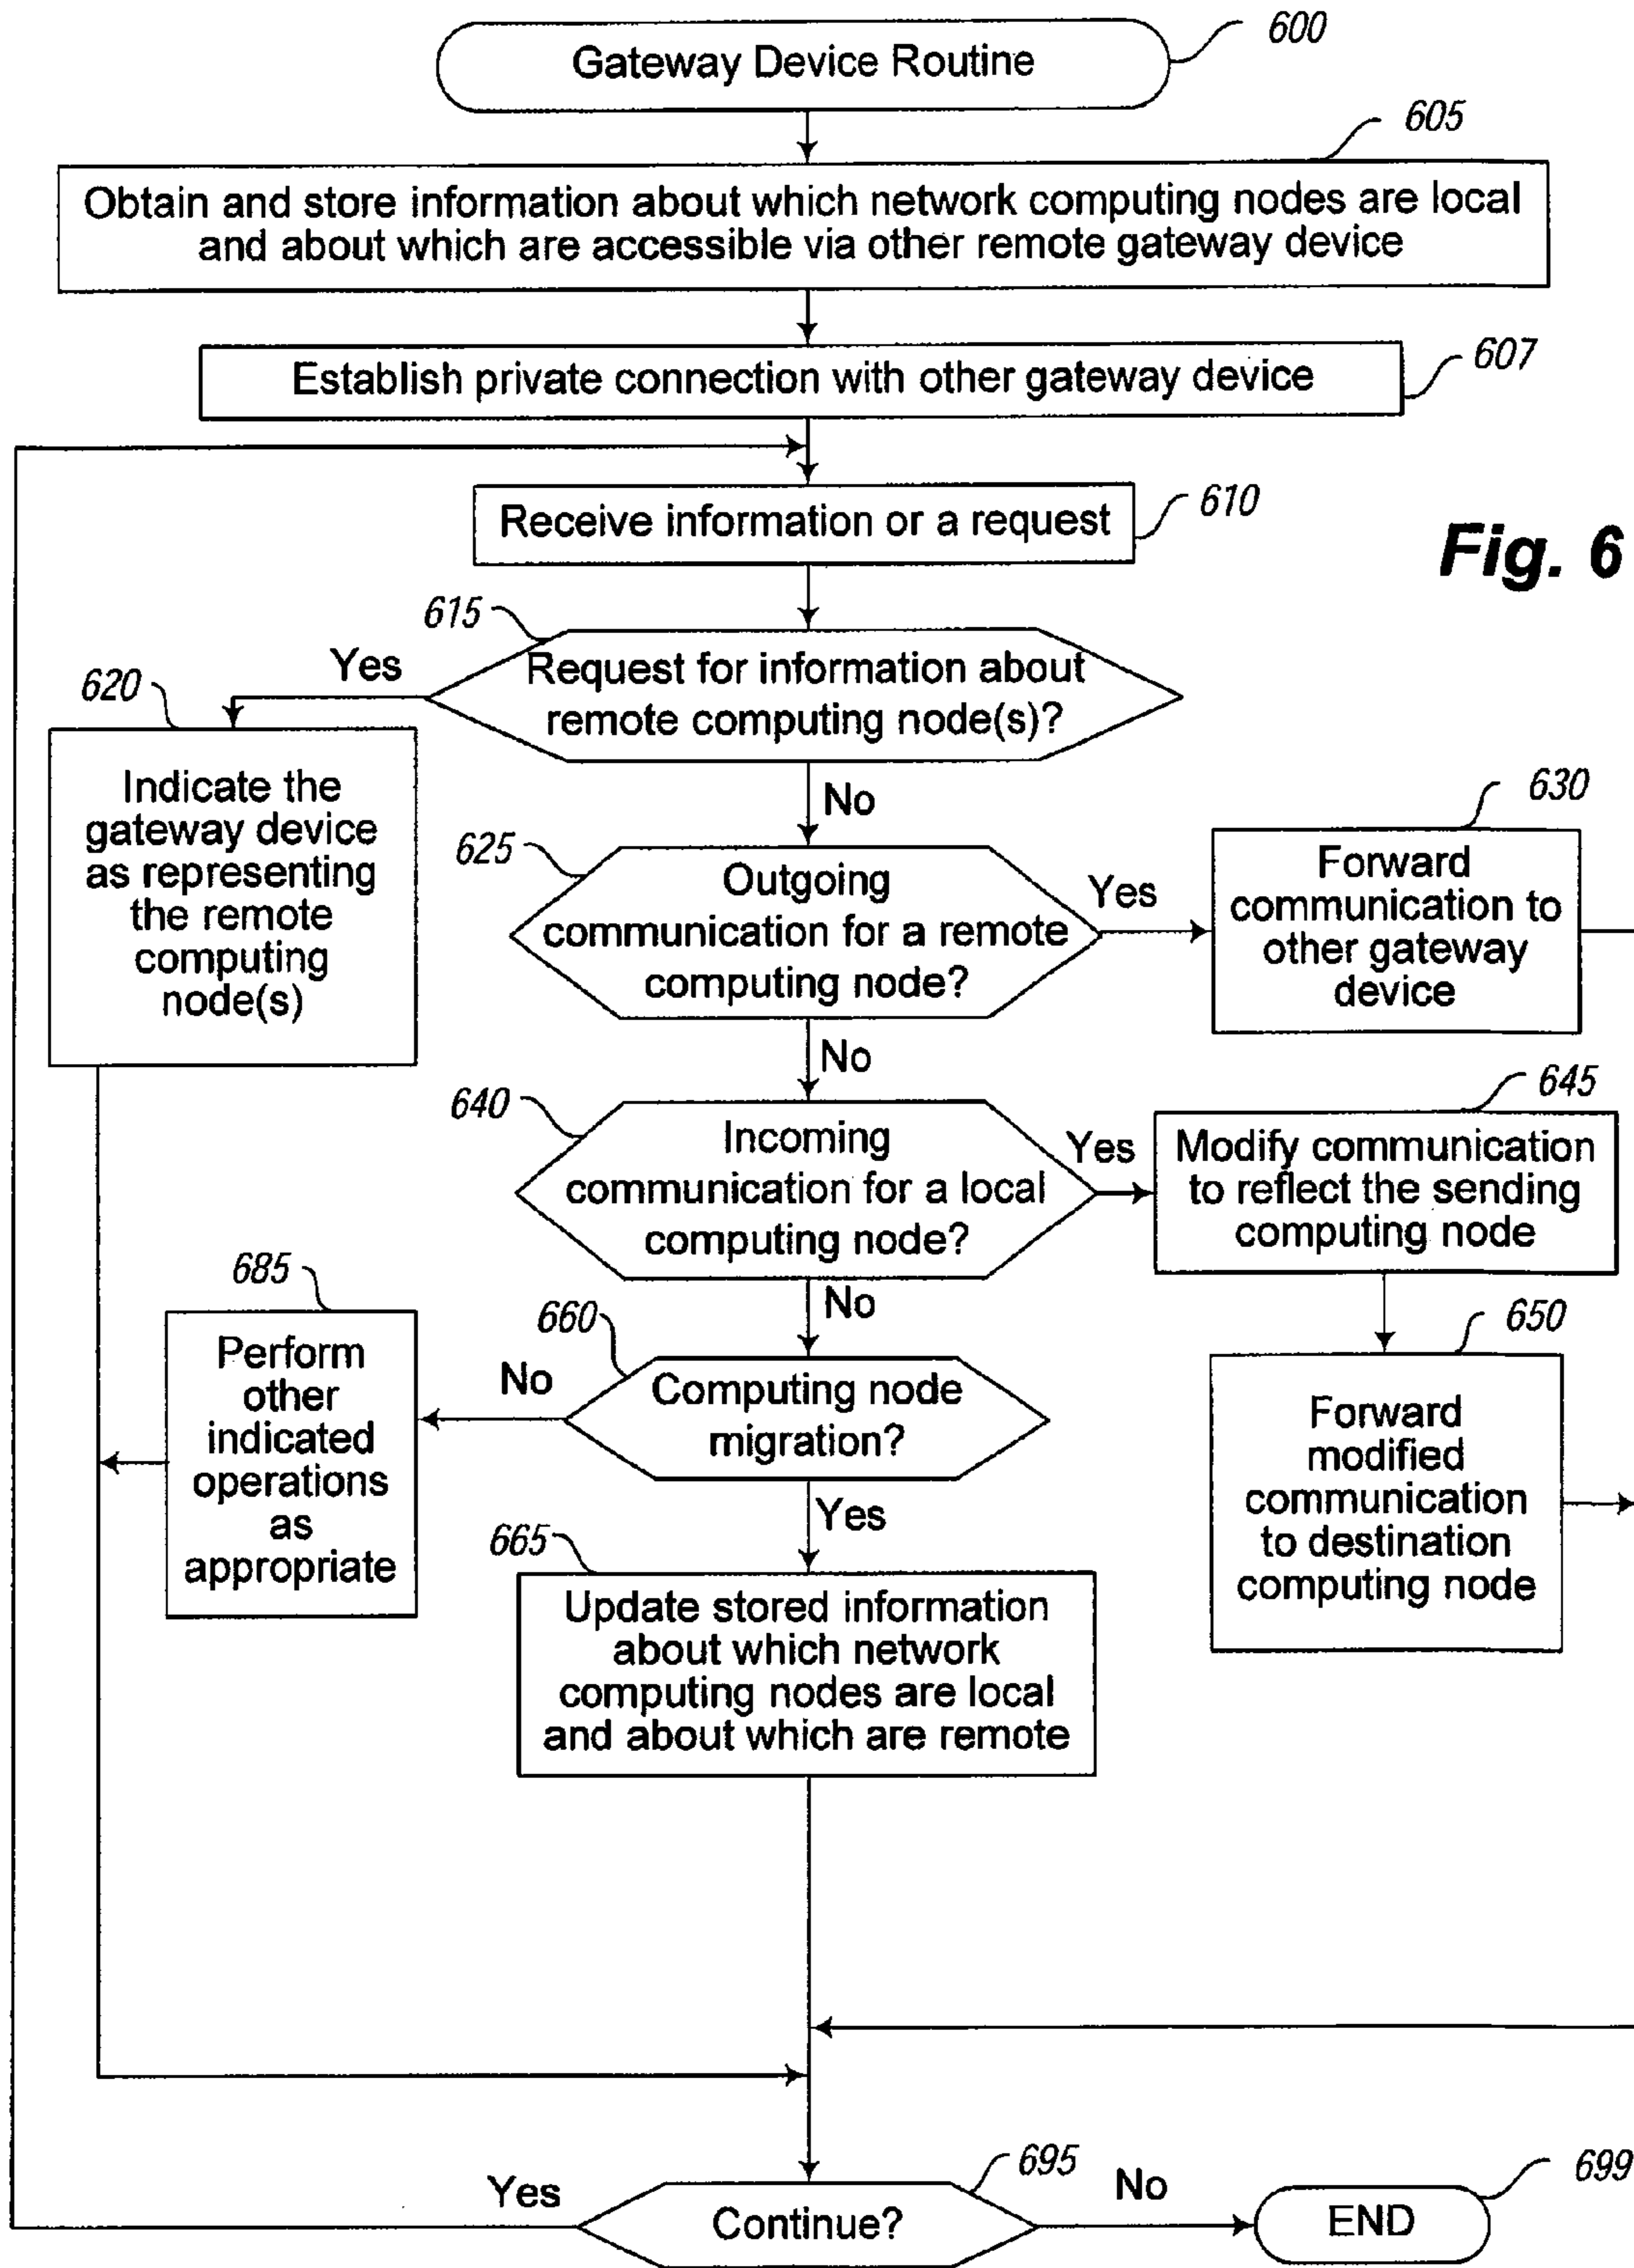 Gateway Device Routine
600
605
Obtain and store information about which network computing nodes are local
and about which are accessible via other remote gateway device
607
Establish private connection with other gateway device
610
Receive information or a request
Fig. 6
615
Request for information about
remote computing node(s)?
Yes
No
620
Indicate the
gateway device
as representing
the remote
computing
node(s)
625
Outgoing
communication for a remote
computing node?
Yes
No
630
Forward
communication to
other gateway
device
640
Incoming
communication for a local
computing node?
Yes
No
645
Modify communication
to reflect the sending
computing node
650
Forward
modified
communication
to destination
computing node
660
Computing node
migration?
No
Yes
685
Perform
other
indicated
operations
as
appropriate
665
Update stored information
about which network
computing nodes are local
and about which are remote
695
Continue?
Yes
No
699
END